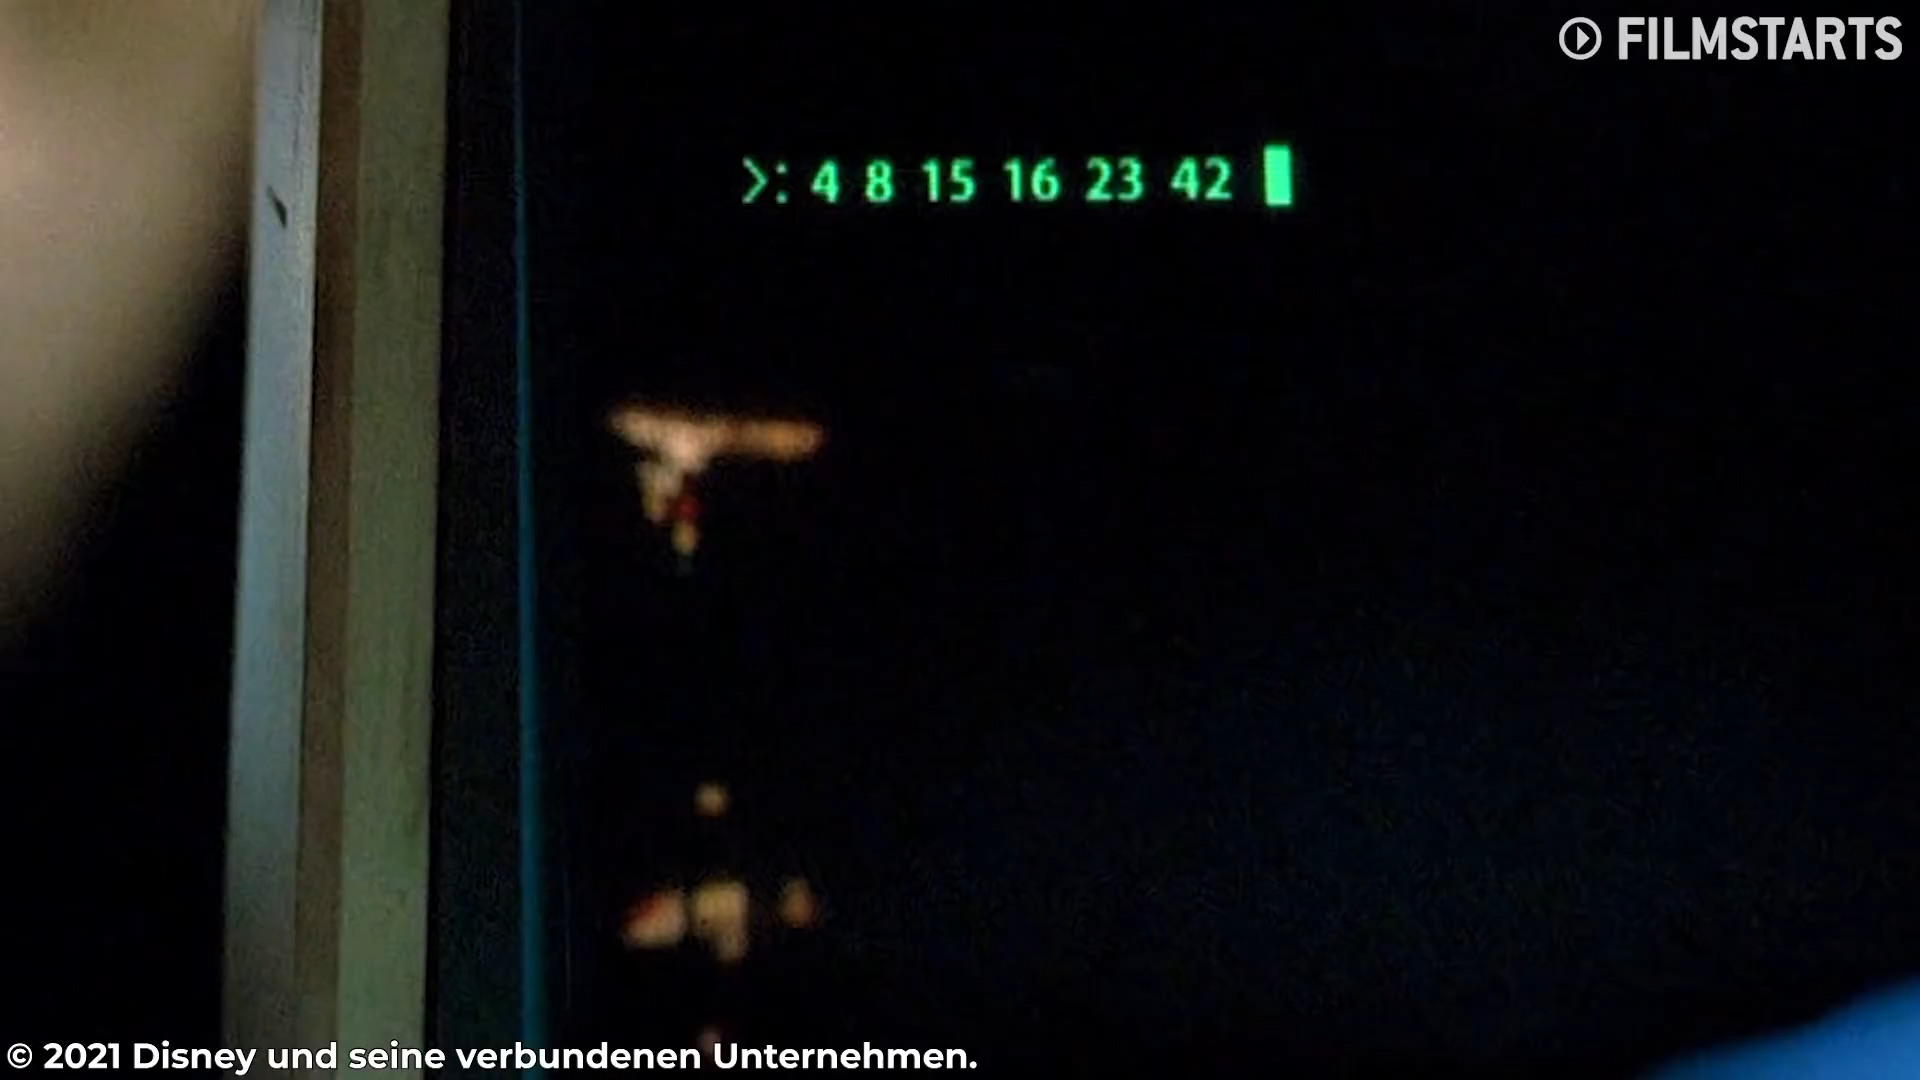 FILMSTARTS
>: 4 8 15 16 23 42
© 2021 Disney und seine verbundenen Unternehmen.